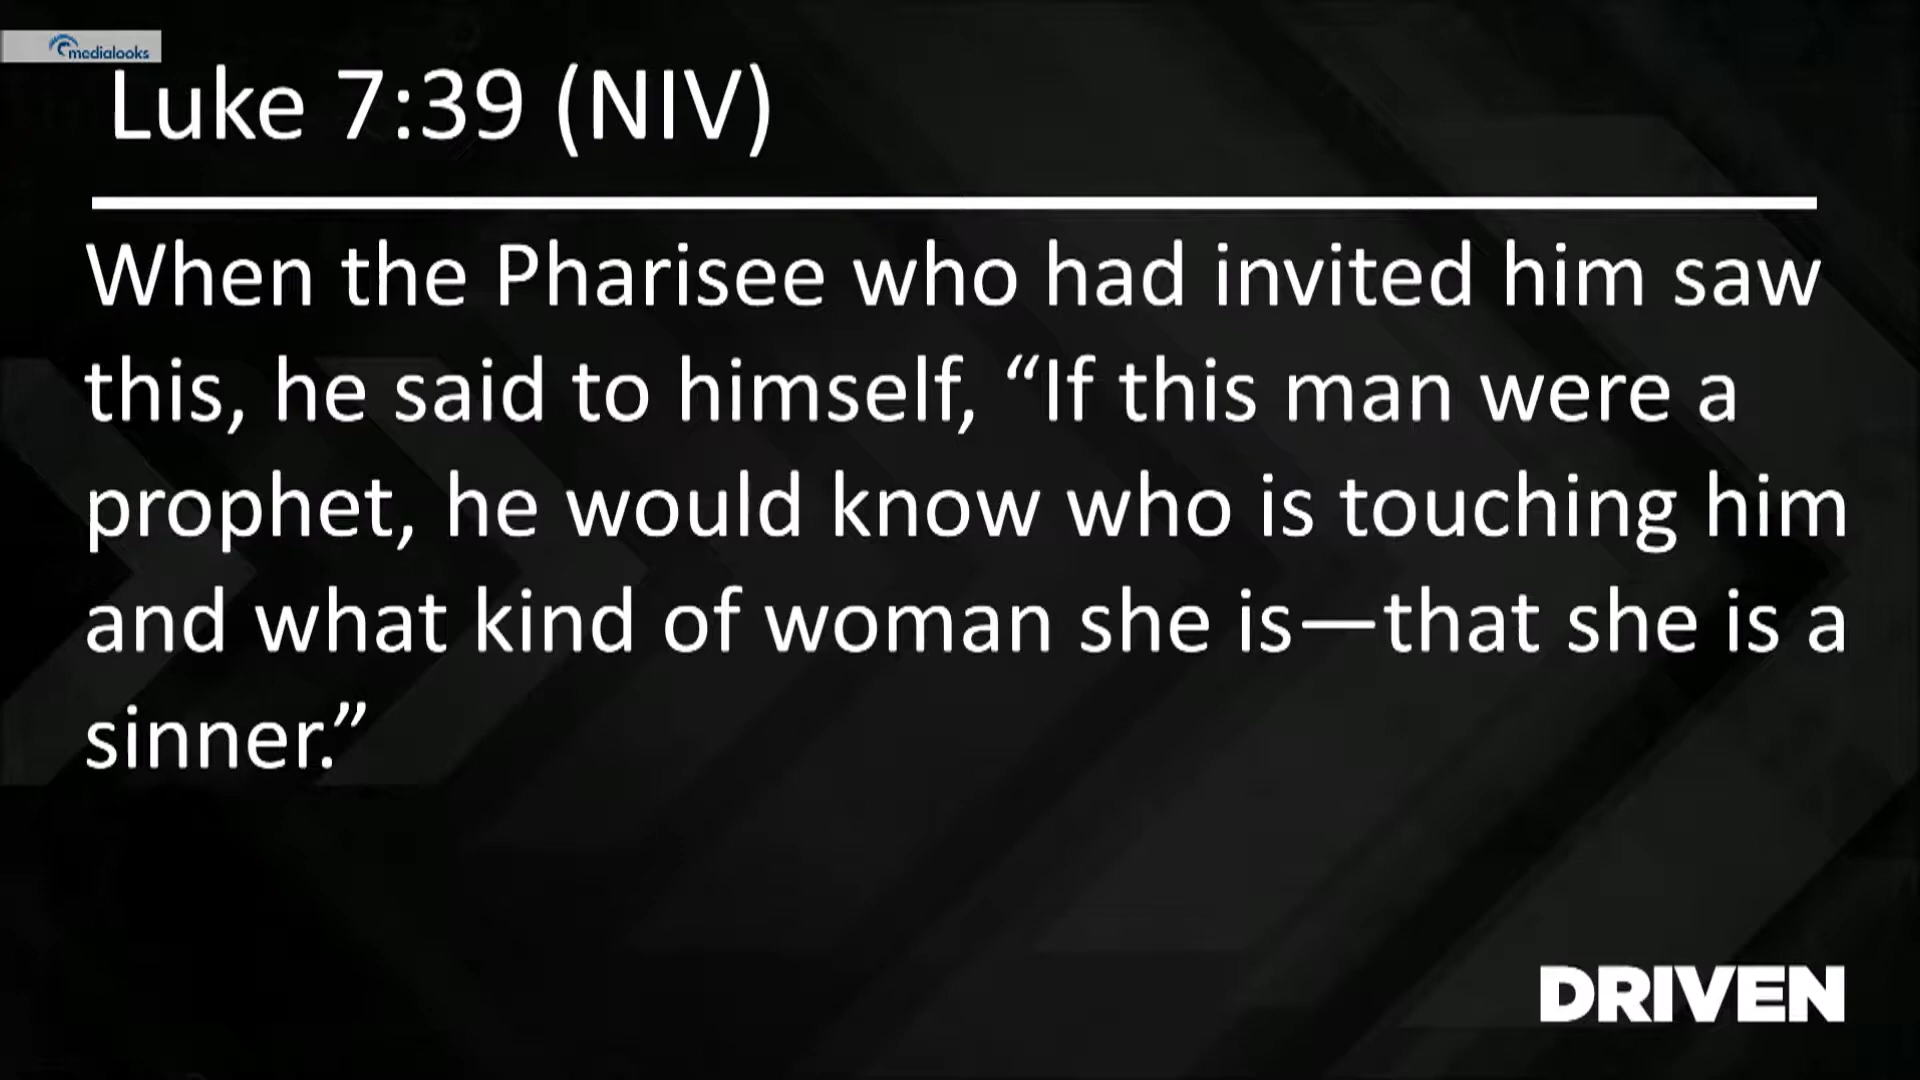 medialooks
Luke 7:39 (NIV)
When the Pharisee who had invited him saw
this, he said to himself, “If this man were a
prophet, he would know who is touching him
and what kind of woman she is—that she is a
sinner.”
DRIVEN